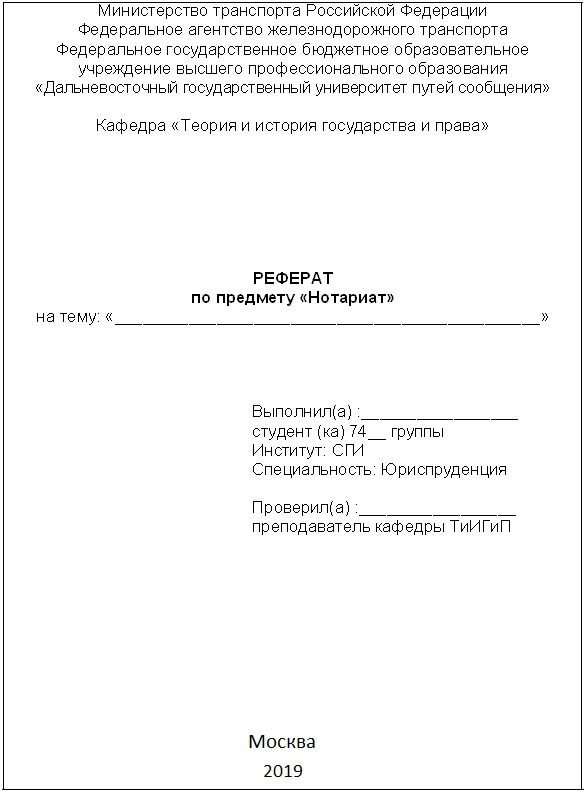 Министерство транспорта Российской Федерации
Федеральное агентство железнодорожного транспорта
Федеральное государственное бюджетное образовательное
учреждение высшего профессионального образования
«Дальневосточный государственный университет путей сообщения»
Кафедра «Теория и история государства и права»
РЕФЕРАТ
по предмету «Нотариат»
на тему: «______________________________________________»
Выполнил(а) :_________________
студент (ка) 74__ группы
Институт: СГИ
Специальность: Юриспруденция
Проверил(а) :_________________
преподаватель кафедры ТиИГиП
Москва
2019